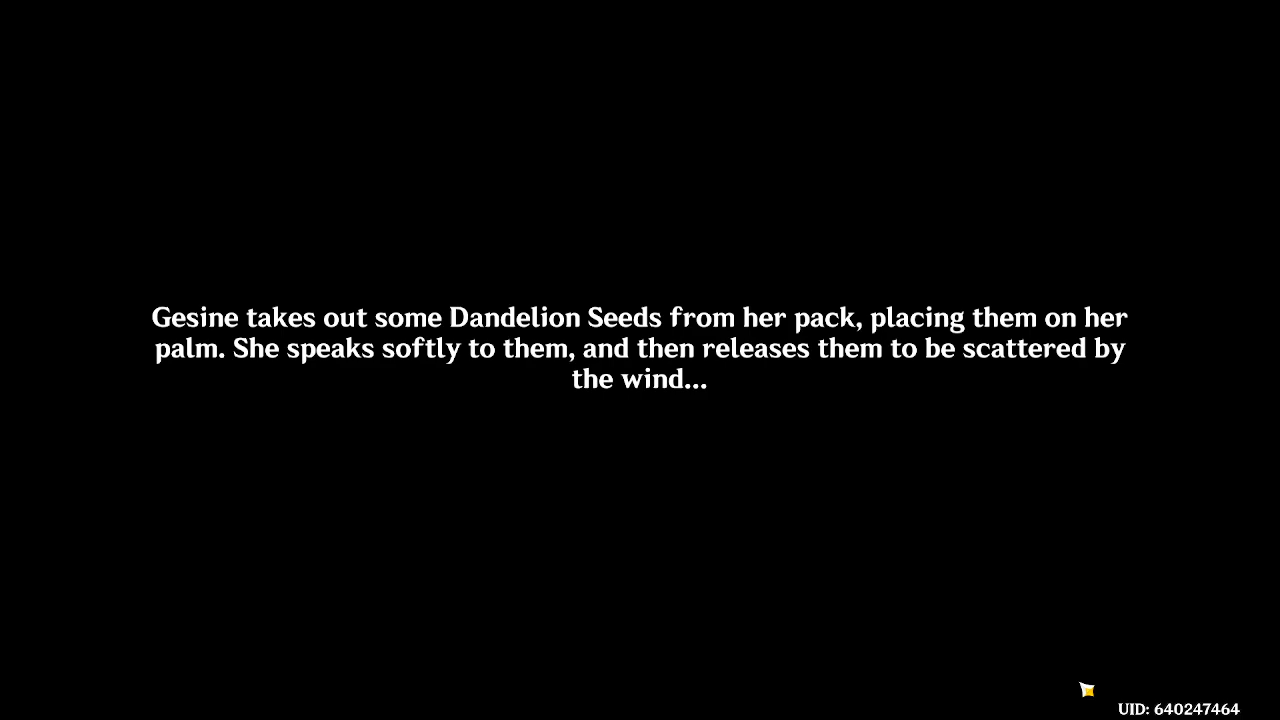 Gesine takes out some Dandelion Seeds from her pack, placing them on her
palm. She speaks softly to them, and then releases them to be scattered by
the wind...
UID: 640247464